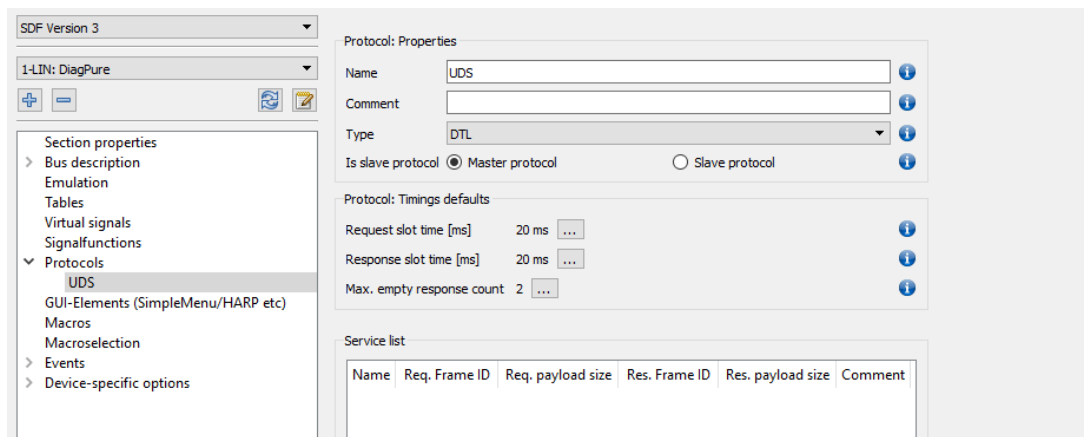 SDF Version 3
1-LIN: DiagPure
Section properties
Bus description
Emulation
Tables
Virtual signals
Signalfunctions
Protocols
UDS
GUI-Elements (SimpleMenu/HARP etc)
Macros
Macroselection
Events
Device-specific options
Protocol: Properties
Name UDS
Comment
Type DTL
Is slave protocol Master protocol Slave protocol
Protocol: Timings defaults
Request slot time [ms] 20 ms ...
Response slot time [ms] 20 ms ...
Max. empty response count 2 ...
Service list
Name Req. Frame ID Req. payload size Res. Frame ID Res. payload size Comment